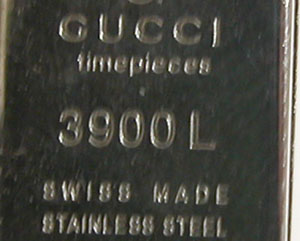 GUCCI
timepieces
3900L
SWISS MADE
STAINLESS STEEL